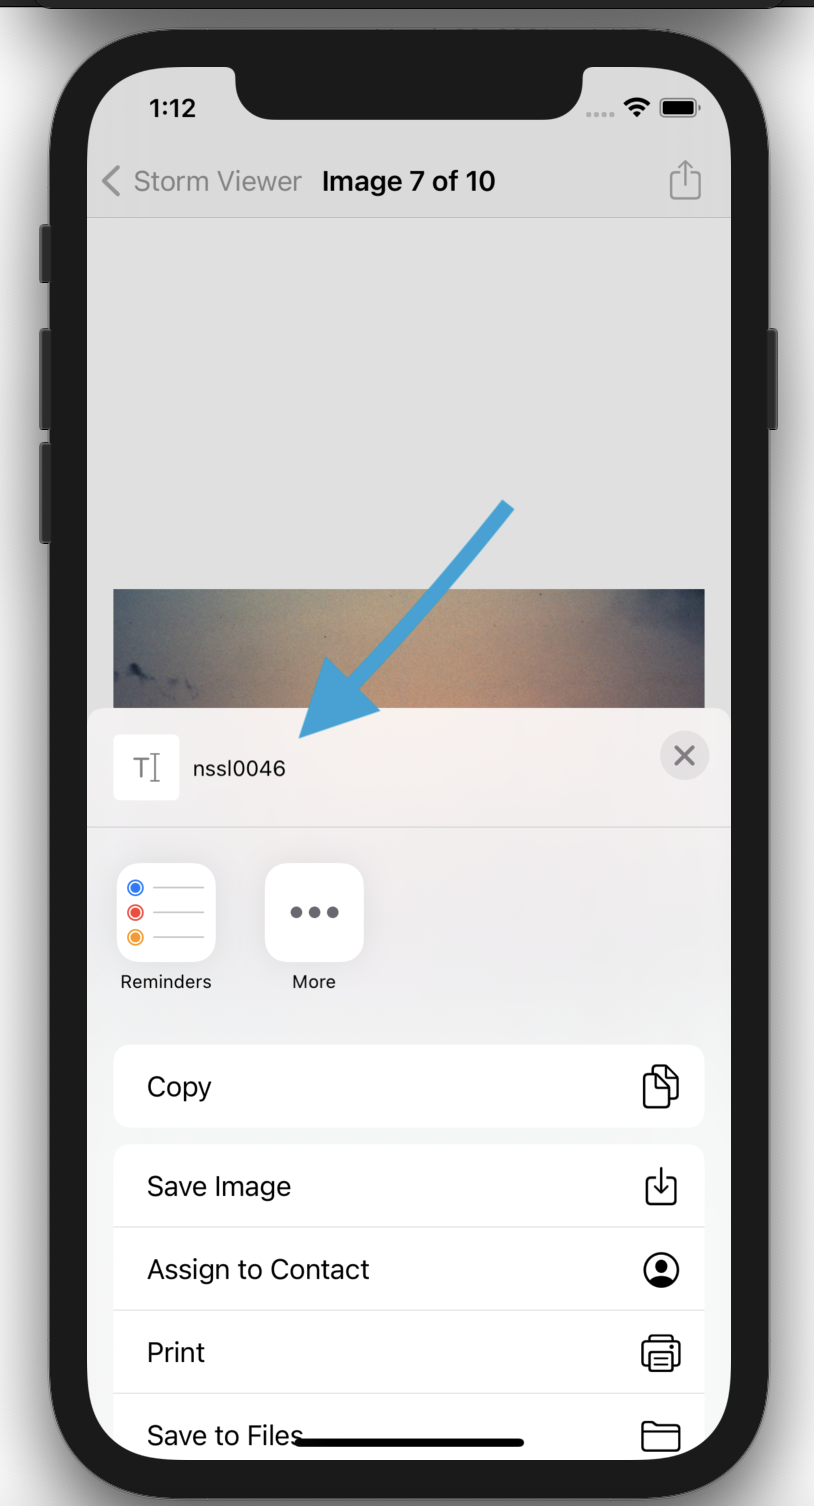 1:12
Storm Viewer Image 7 of 10
TI nssl0046
Reminders More
Copy
Save Image
Assign to Contact
Print
Save to Files